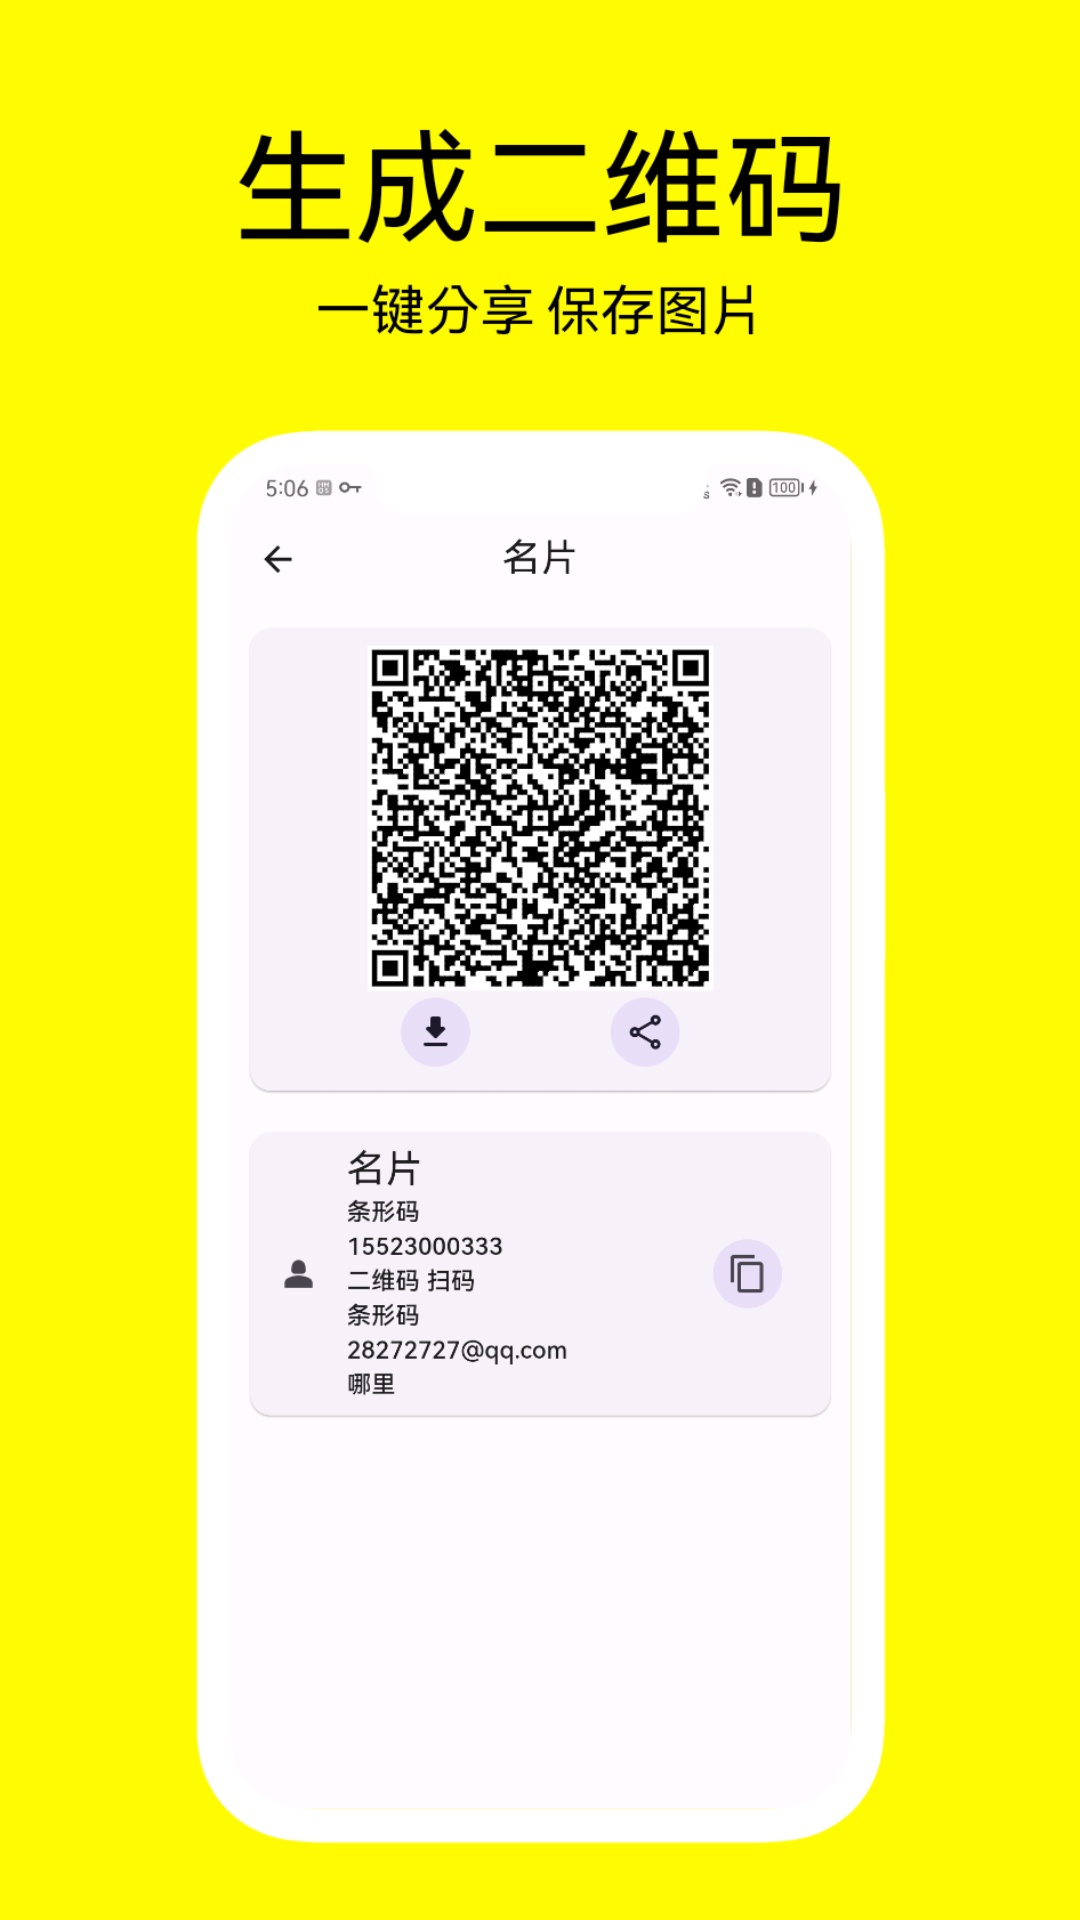 生成二维码
一键分享 保存图片
5:06
100
名片
名片
条形码
15523000333
二维码 扫码
条形码
28272727@qq.com
哪里